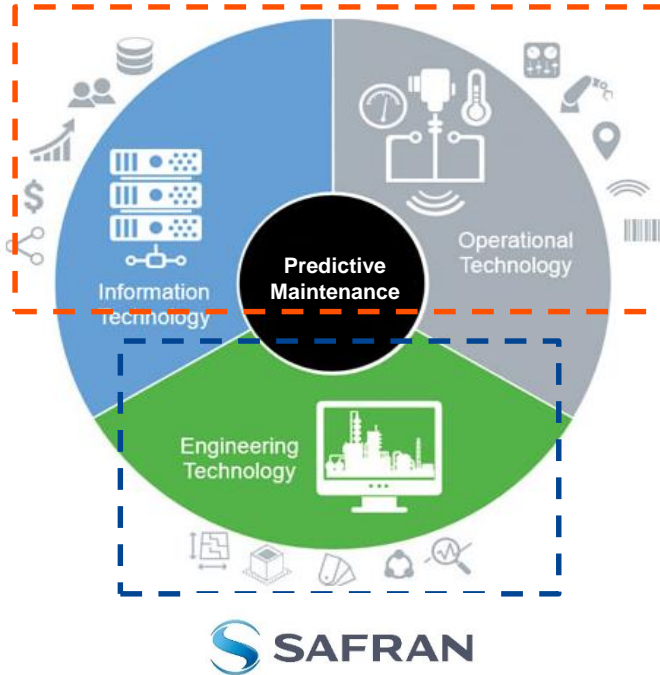 Predictive
Maintenance
Information
Technology
Operational
Technology
Engineering
Technology
$
SAFRAN